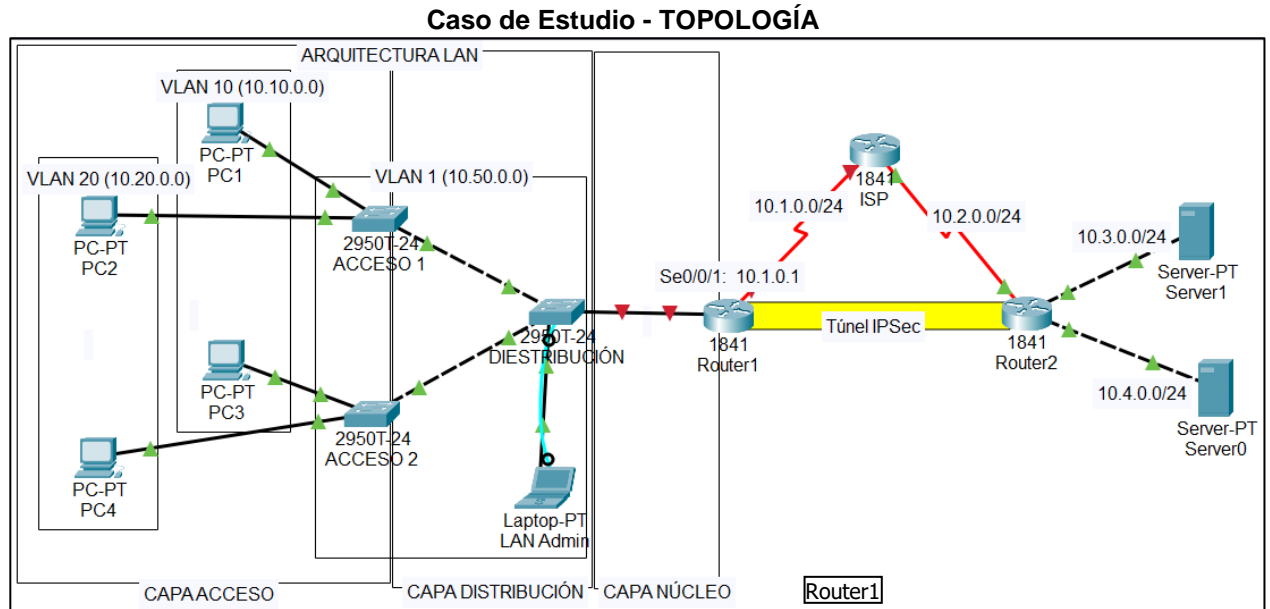 Caso de Estudio - TOPOLOGÍA
ARQUITECTURA LAN
VLAN 10 (10.10.0.0)
PC-PT
PC1
VLAN 20 (10.20.0.0)
PC-PT
PC2
VLAN 1 (10.50.0.0)
2950T-24
ACCESO 1
2950T-24
DIESTRIBUCIÓN
PC-PT
PC3
2950T-24
ACCESO 2
PC-PT
PC4
Laptop-PT
LAN Admin
1841
ISP
10.1.0.0/24
10.2.0.0/24
Se0/0/1: 10.1.0.1
1841
Router1
Túnel IPSec
1841
Router2
10.3.0.0/24
Server-PT
Server1
10.4.0.0/24
Server-PT
Server0
CAPA ACCESO
CAPA DISTRIBUCIÓN
CAPA NÚCLEO
Router1